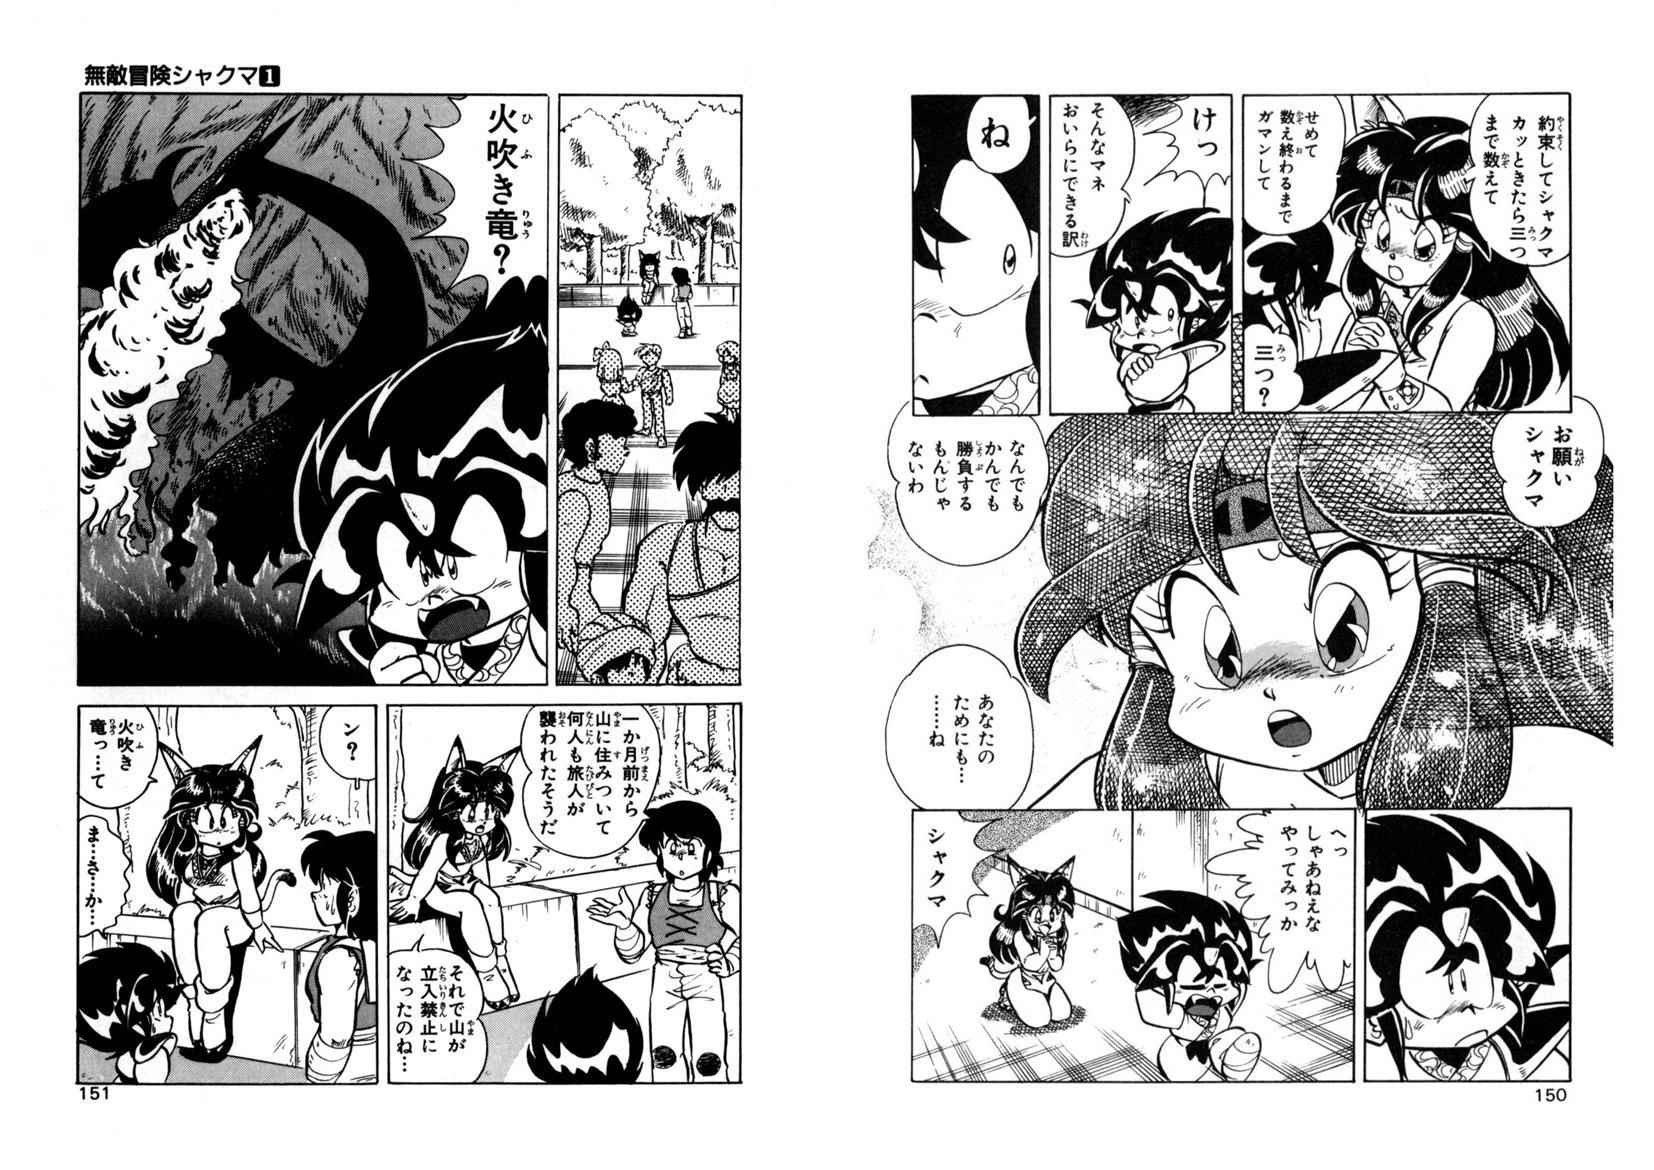 約束してシャクマ
カッときたら三つ
まで数えて
せめて
数え終わるまで
ガマンして
三つ?
けっ
そんなマネ
おいらにできる訳
ね
お願い
シャクマ
なんでも
かんでも
勝負する
もんじゃ
ないわ
あなたの
ためにも…
……ね
へっ
しゃあねえな
やってみっか
シャクマ
150
無敵冒険シャクマ1
火吹き竜?
一か月前から
山に住みついて
何人も旅人が
襲われたそうだ
それで山が
立入禁止に
なったのね…
ン?
火吹き
竜っ…て
ま…さ…か…
151